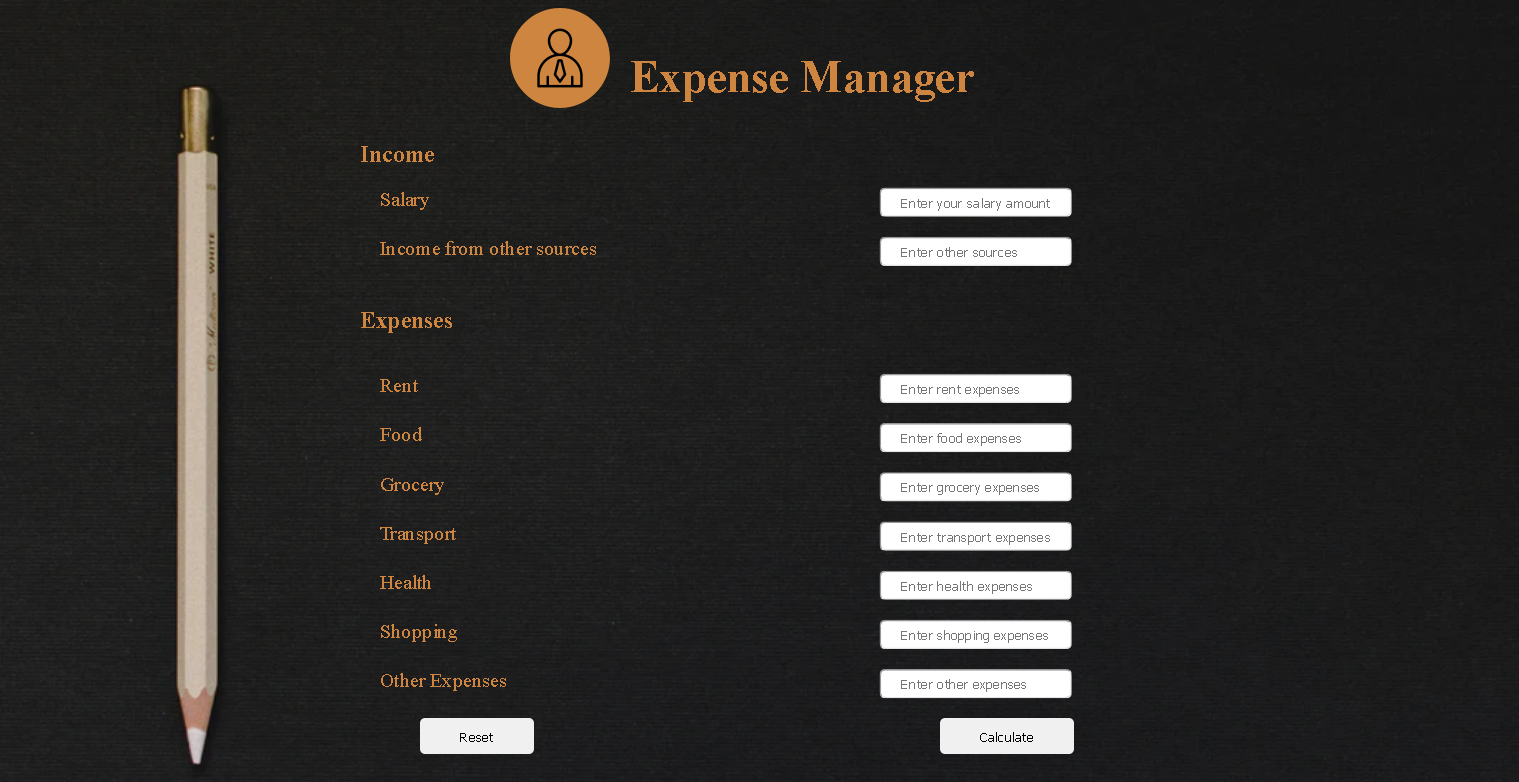 Expense Manager
Income
Salary
Enter your salary amount
Income from other sources
Enter other sources
Expenses
Rent
Enter rent expenses
Food
Enter food expenses
Grocery
Enter grocery expenses
Transport
Enter transport expenses
Health
Enter health expenses
Shopping
Enter shopping expenses
Other Expenses
Enter other expenses
Reset
Calculate
WHITE